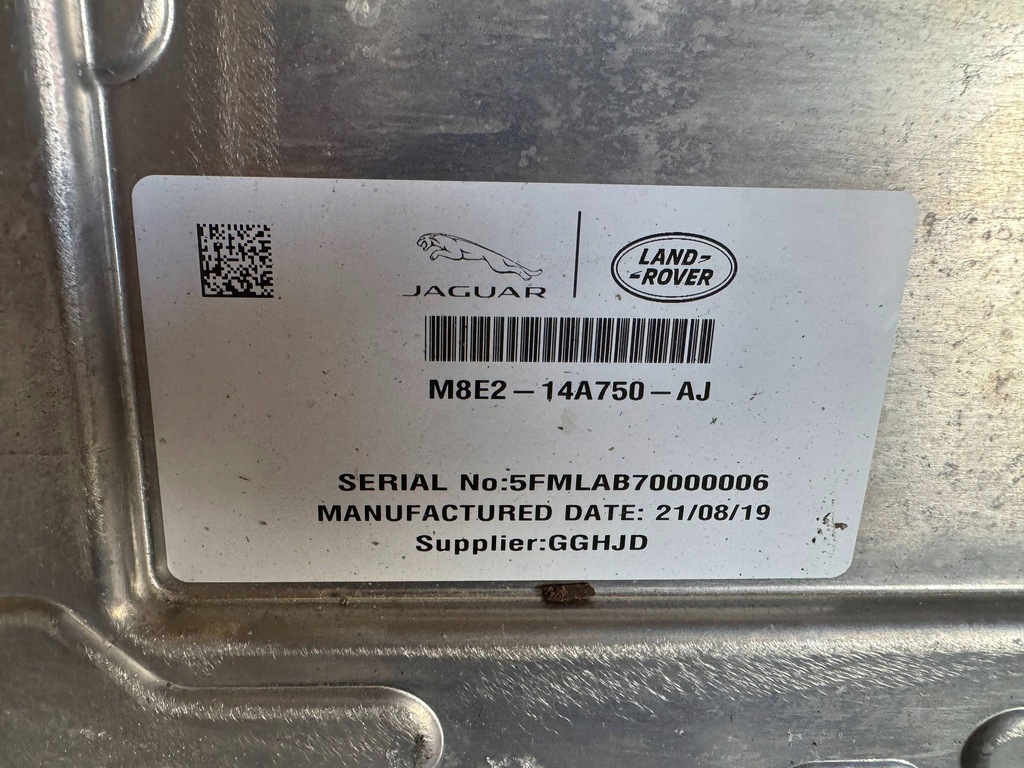 JAGUAR
LAND-
-ROVER
M8E2-14A750-AJ
SERIAL No:5FMLAB70000006
MANUFACTURED DATE: 21/08/19
Supplier:GGHJD